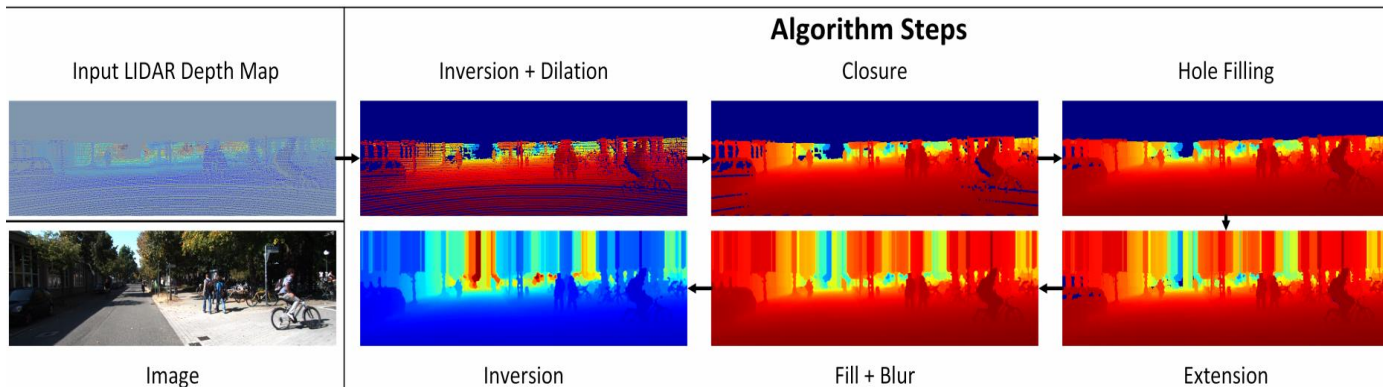 Algorithm Steps
Input LIDAR Depth Map
Inversion + Dilation
Closure
Hole Filling
Image
Inversion
Fill + Blur
Extension